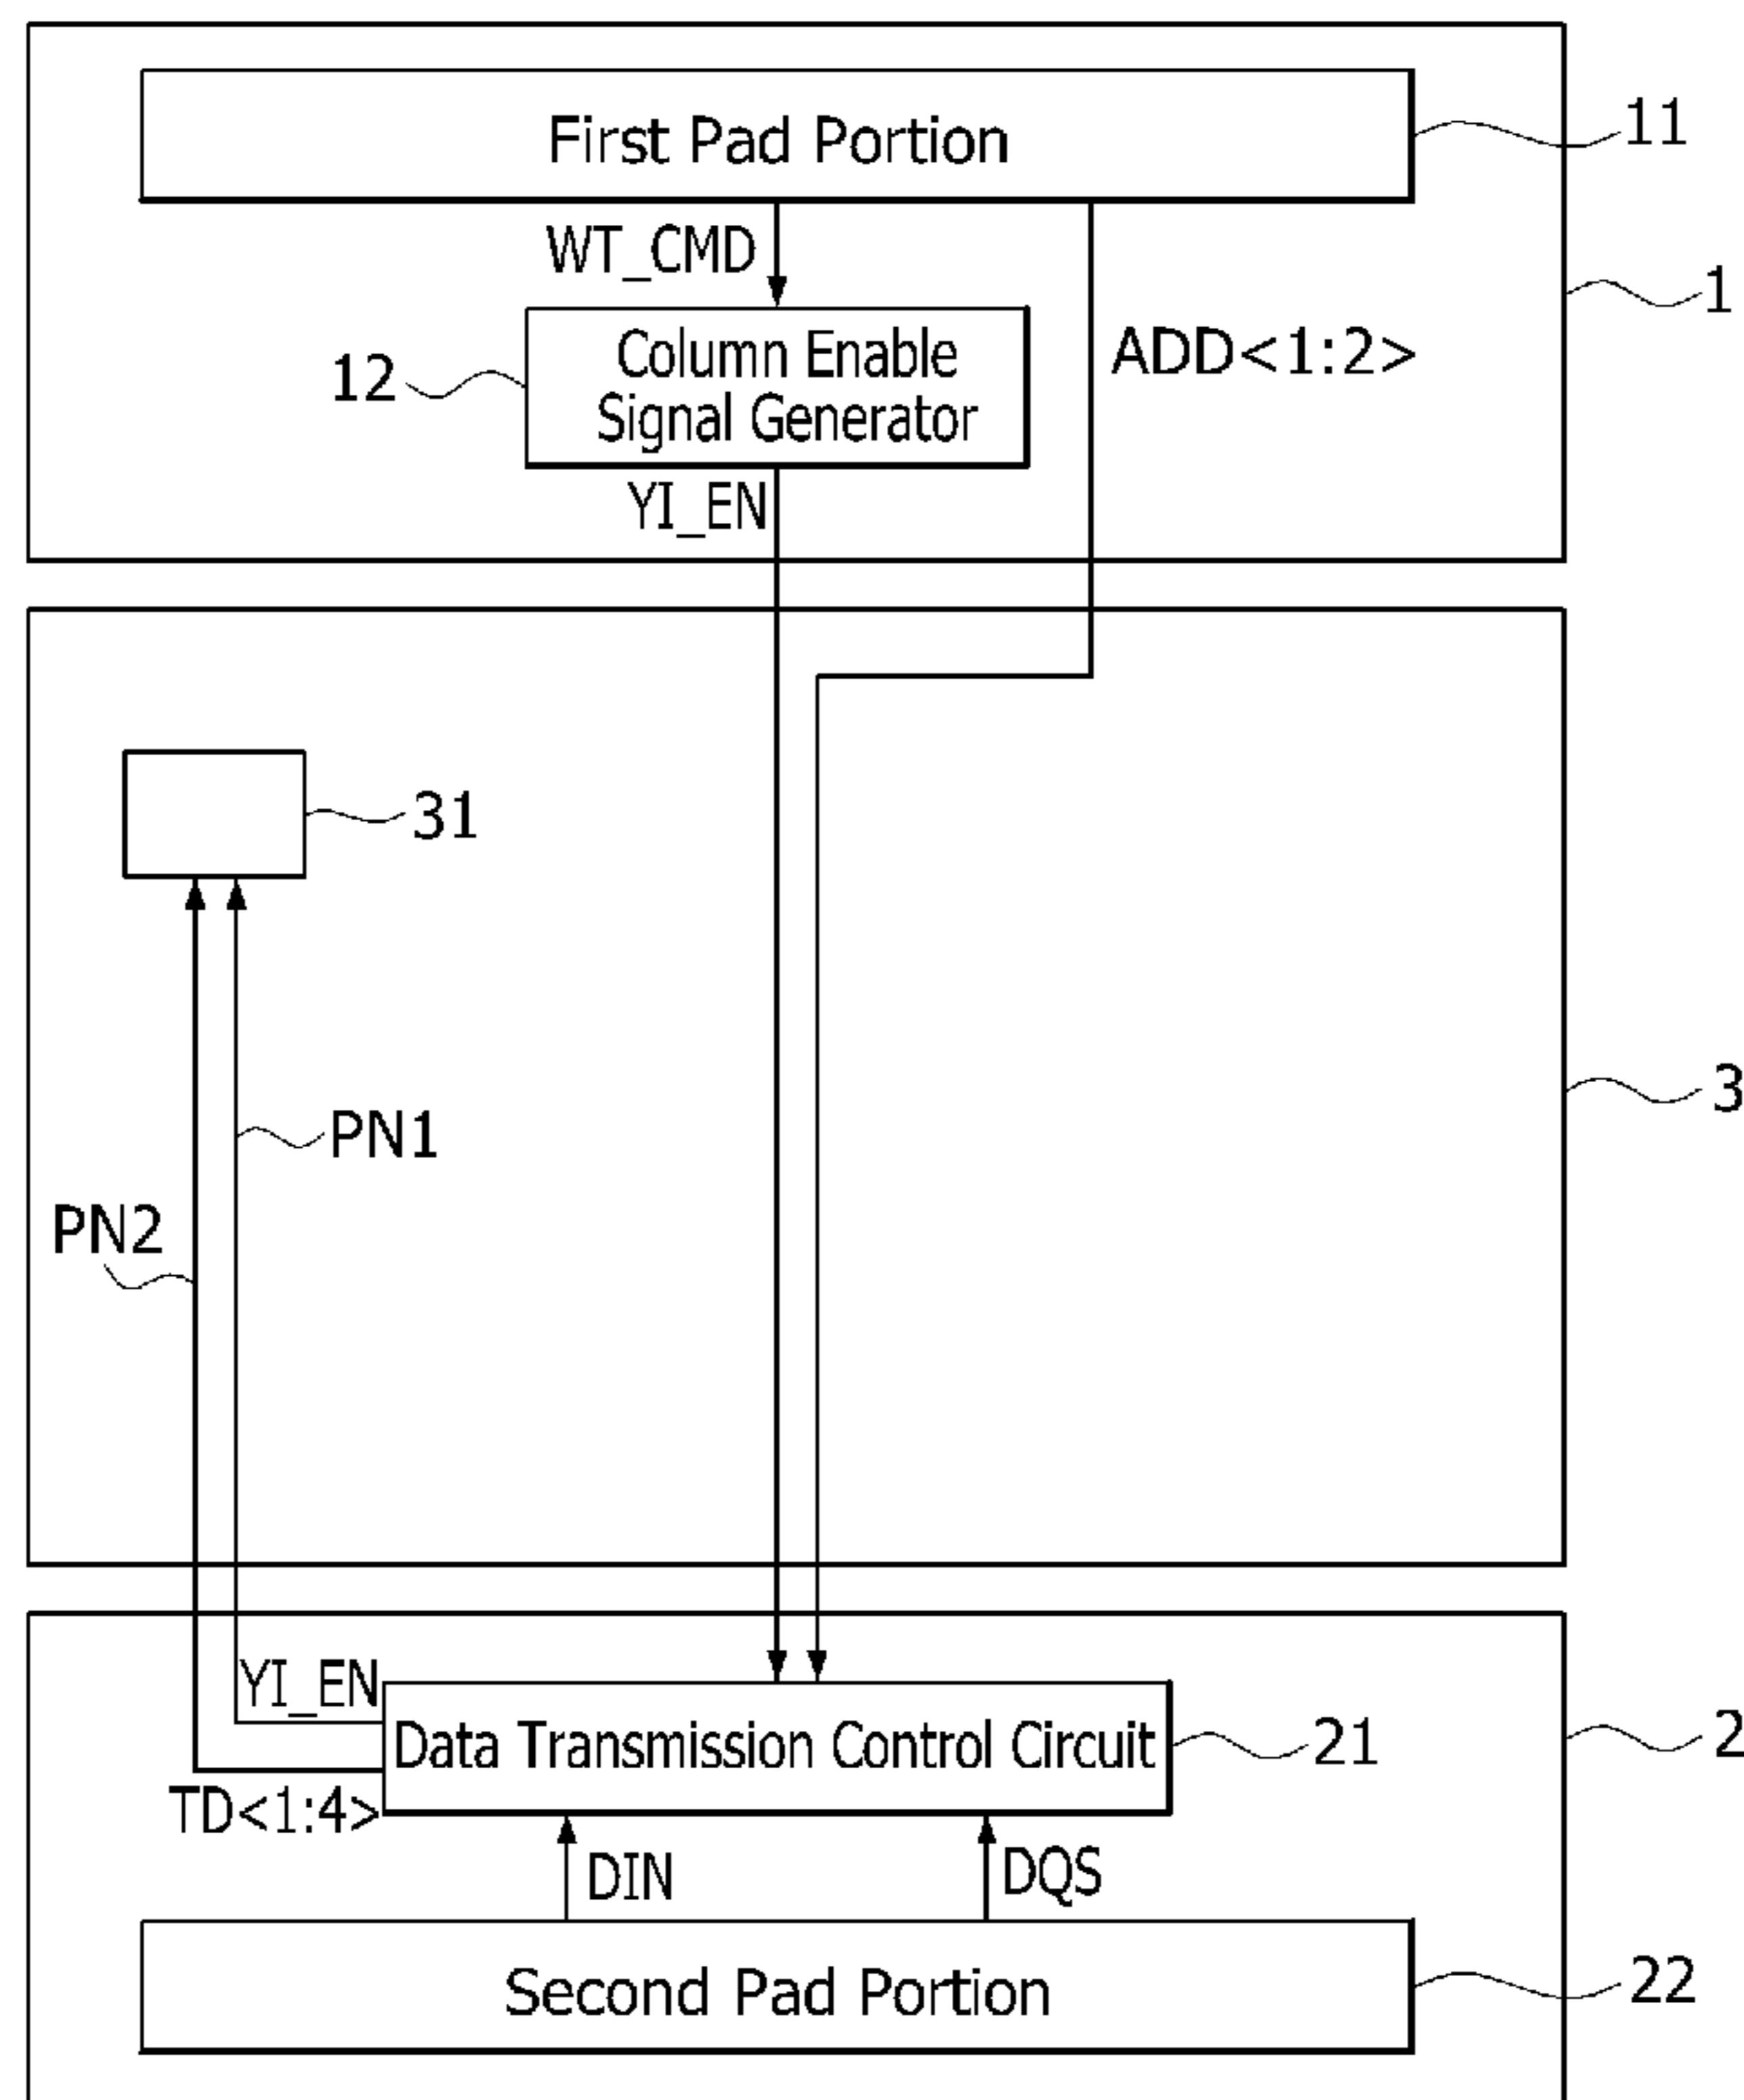 First Pad Portion
11
WT_CMD
1
12
Column Enable
Signal Generator
ADD<1:2>
YI_EN
31
3
PN1
PN2
YI_EN
Data Transmission Control Circuit
21
2
TD<1:4>
DIN
DQS
Second Pad Portion
22